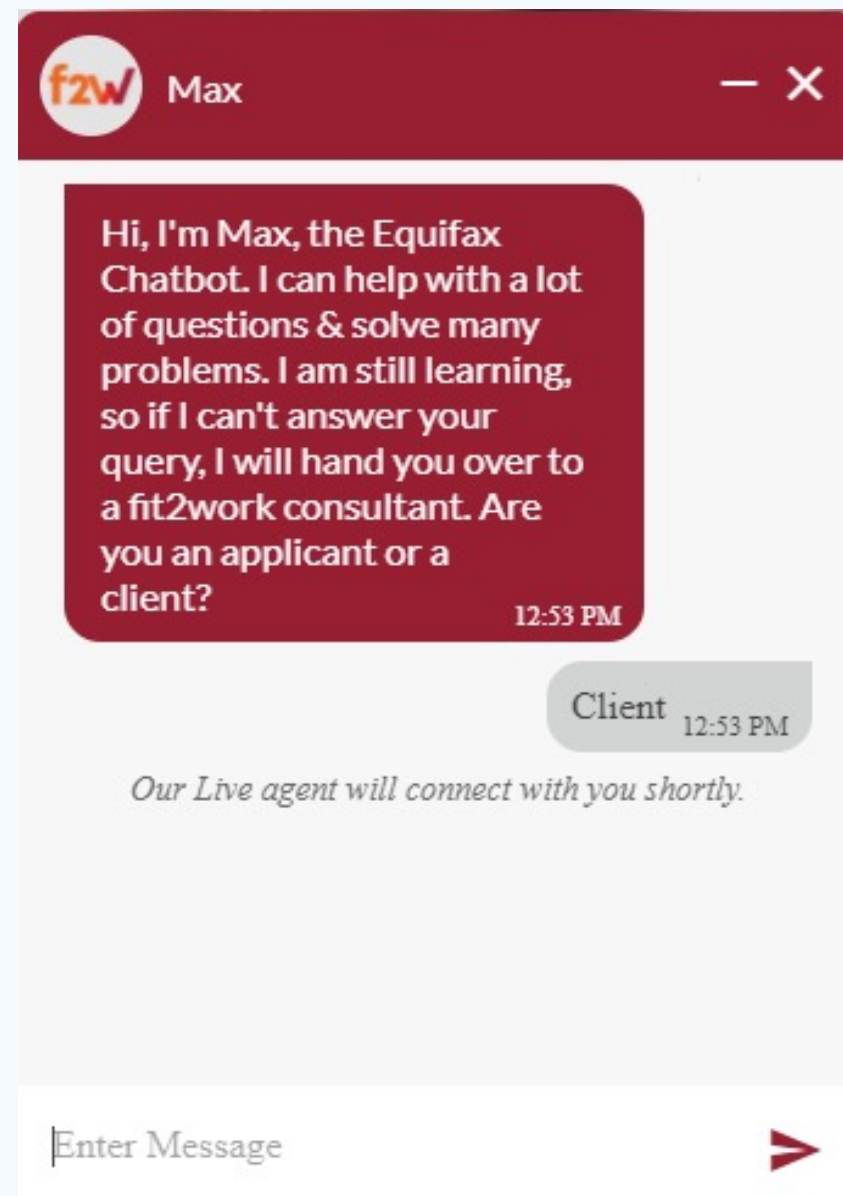 f2w Max
Hi, I'm Max, the Equifax
Chatbot. I can help with a lot
of questions & solve many
problems. I am still learning,
so if I can't answer your
query, I will hand you over to
a fit2work consultant. Are
you an applicant or a
client?
12:53 PM
Client 12:53 PM
Our Live agent will connect with you shortly.
Enter Message